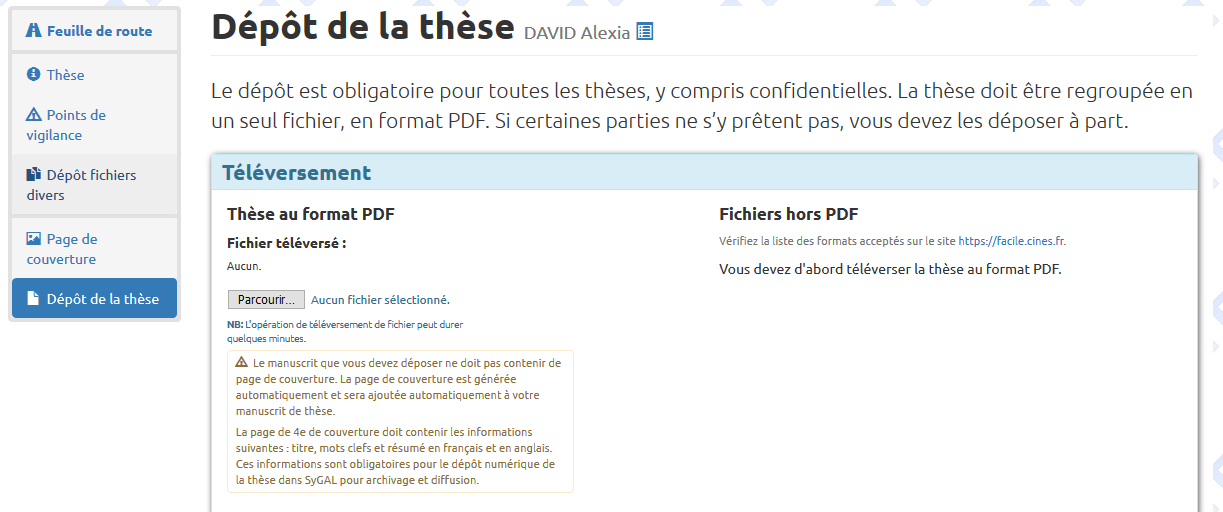 Feuille de route
Thèse
Points de
vigilance
Dépôt fichiers
divers
Page de
couverture
Dépôt de la thèse
Dépôt de la thèse DAVID Alexia
Le dépôt est obligatoire pour toutes les thèses, y compris confidentielles. La thèse doit être regroupée en
un seul fichier, en format PDF. Si certaines parties ne s’y prêtent pas, vous devez les déposer à part.
Téléversement
Thèse au format PDF
Fichier téléversé :
Aucun.
Parcourir... Aucun fichier sélectionné.
NB: L'opération de téléversement de fichier peut durer
quelques minutes.
Le manuscrit que vous devez déposer ne doit pas contenir de
page de couverture. La page de couverture est générée
automatiquement et sera ajoutée automatiquement à votre
manuscrit de thèse.
La page de 4e de couverture doit contenir les informations
suivantes : titre, mots clefs et résumé en français et en anglais.
Ces informations sont obligatoires pour le dépôt numérique de
la thèse dans SyGAL pour archivage et diffusion.
Fichiers hors PDF
Vérifiez la liste des formats acceptés sur le site https://facile.cines.fr.
Vous devez d'abord téléverser la thèse au format PDF.